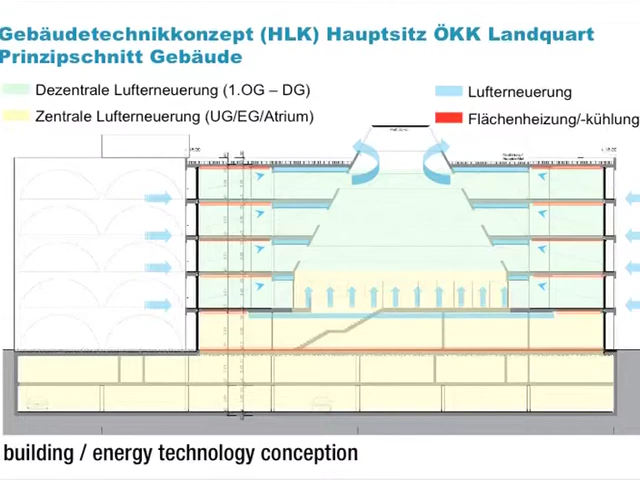 Gebäudetechnikkonzept (HLK) Hauptsitz ÖKK Landquart
Prinzipschnitt Gebäude
Dezentrale Lufterneuerung (1.OG – DG)
Lufterneuerung
Zentrale Lufterneuerung (UG/EG/Atrium)
Flächenheizung/-kühlung
building / energy technology conception